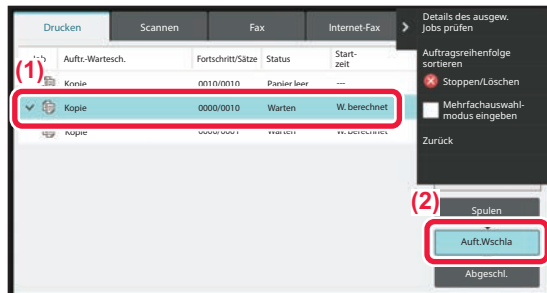 Drucken
Scannen
Fax
Internet-Fax
Details des ausgew.
Jobs prüfen
Auftragsreihenfolge
sortieren
Stoppen/Löschen
Mehrfachauswahl-
modus eingeben
Zurück
Auftr.-Wartesch. Fortschritt/Sätze Status Start-
zeit
(1)
Kopie 0010/0010 Papier leer ---
Kopie 0000/0010 Warten W. berechnet
Kopie 0000/0001 Warten W. berechnet
(2)
Spulen
Auft.Wschla
Abgeschl.